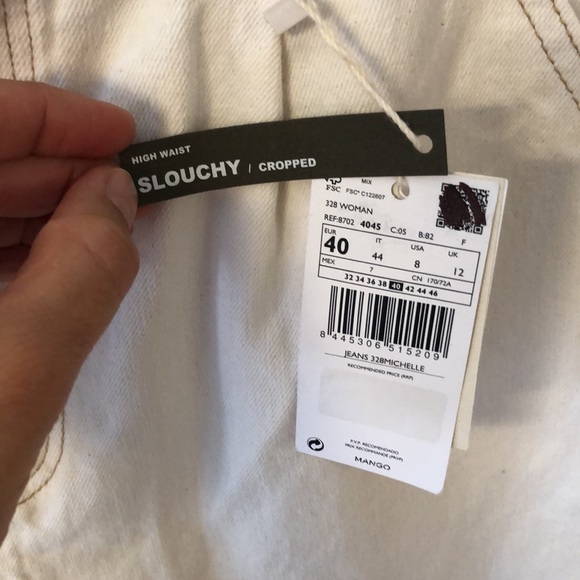 HIGH WAIST
SLOUCHY / CROPPED
MIX
FSC FSC® C122807
328 WOMAN
REF:8702 4045 C:05 B:82 F
EUR IT USA UK
40 44 8 12
MEX 7 CN 170/72A
32 34 36 38 40 42 44 46
8 445306 515209
JEANS 328MICHELLE
RECOMMENDED PRICE (RRP)
P.V.P. RECOMENDADO
PRIX RECOMMANDE (PRVP)
MANGO